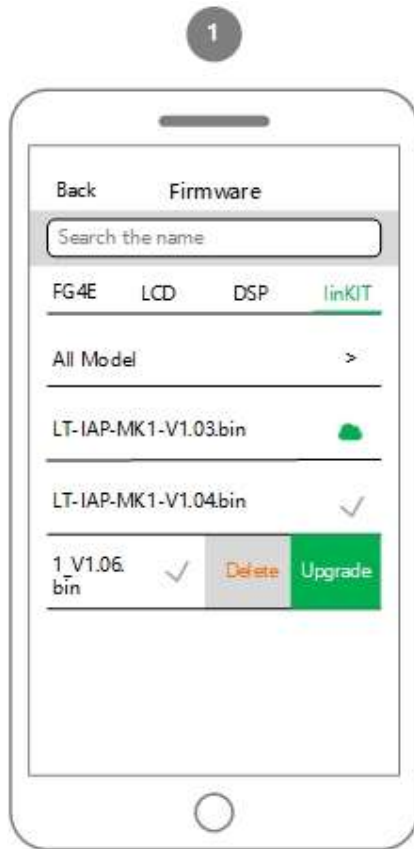 1
Back Firmware
Search the name
FG4E LCD DSP linKIT
All Model >
LT-IAP-MK1-V1.03.bin
LT-IAP-MK1-V1.04.bin
1_V1.06.
bin
Delete Upgrade